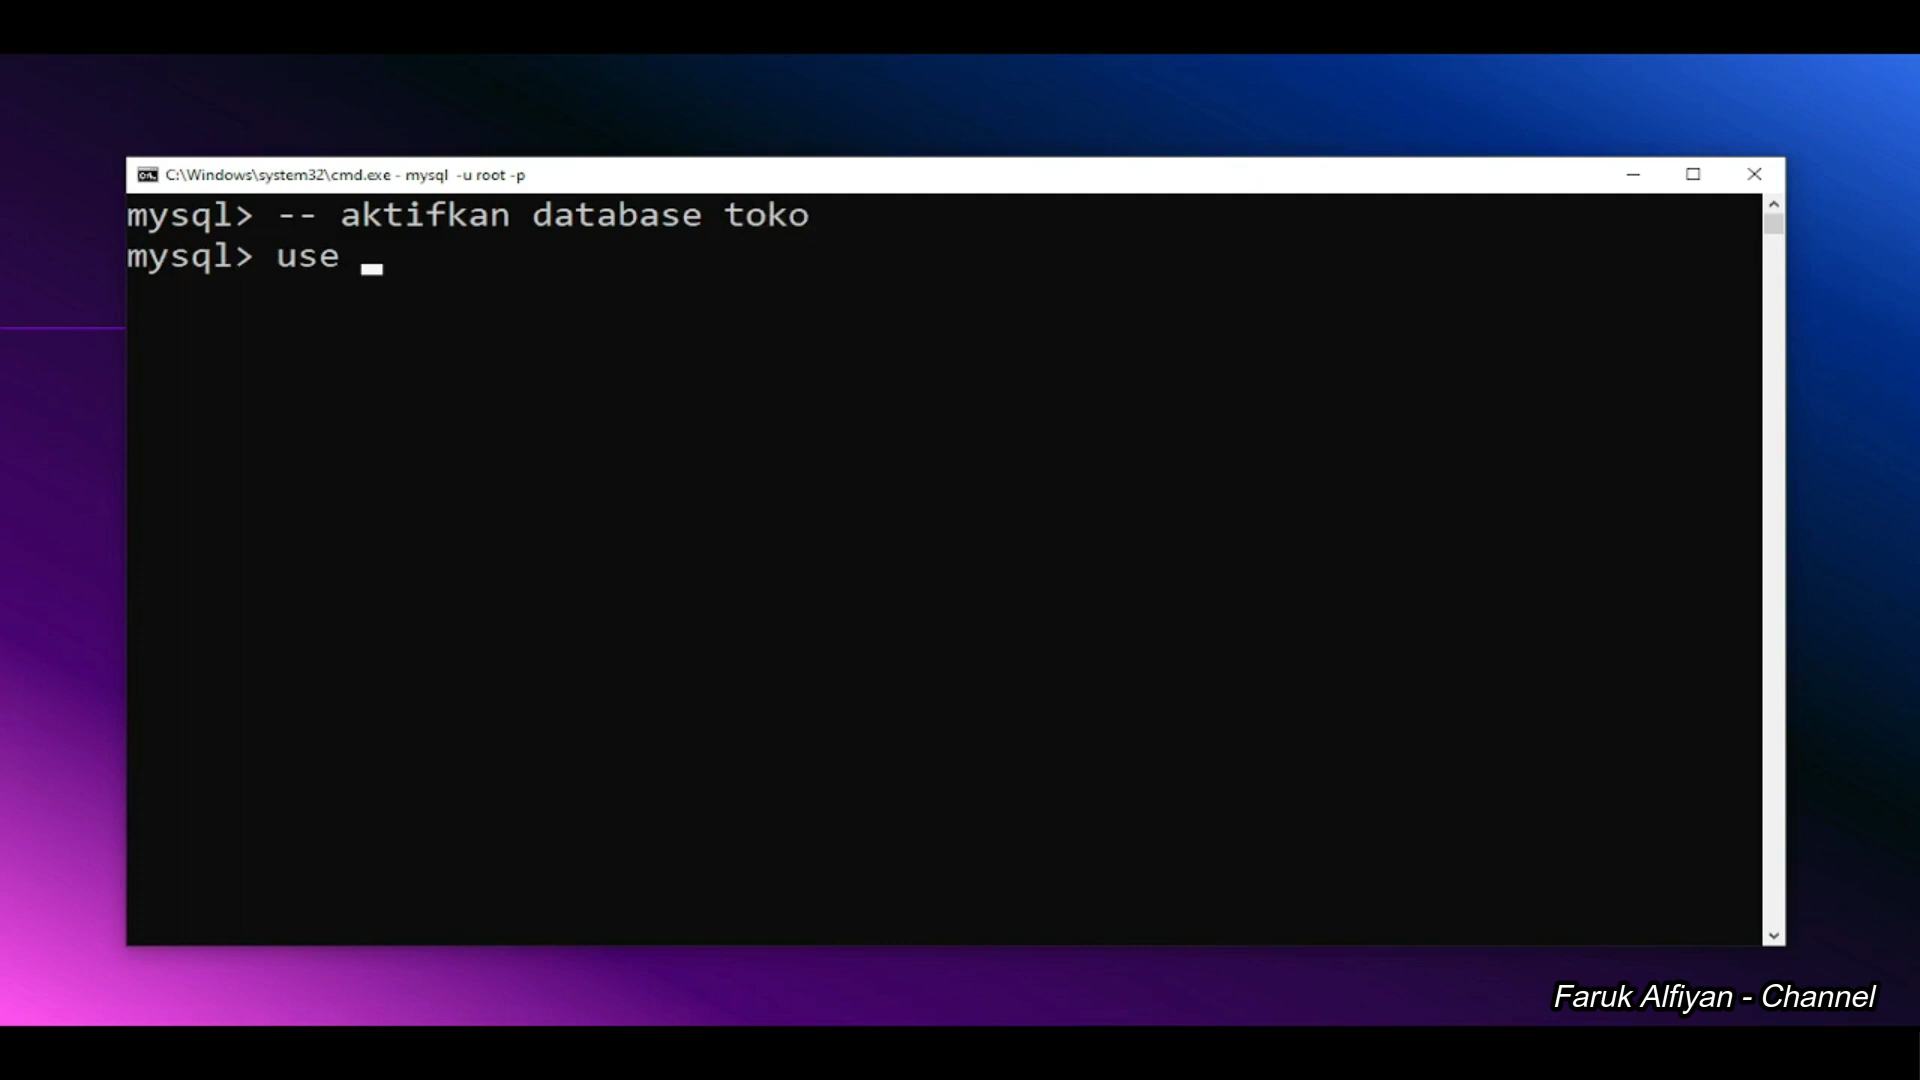 C:\Windows\system32\cmd.exe - mysql -u root -p
mysql> -- aktifkan database toko
mysql> use
Faruk Alfiyan - Channel